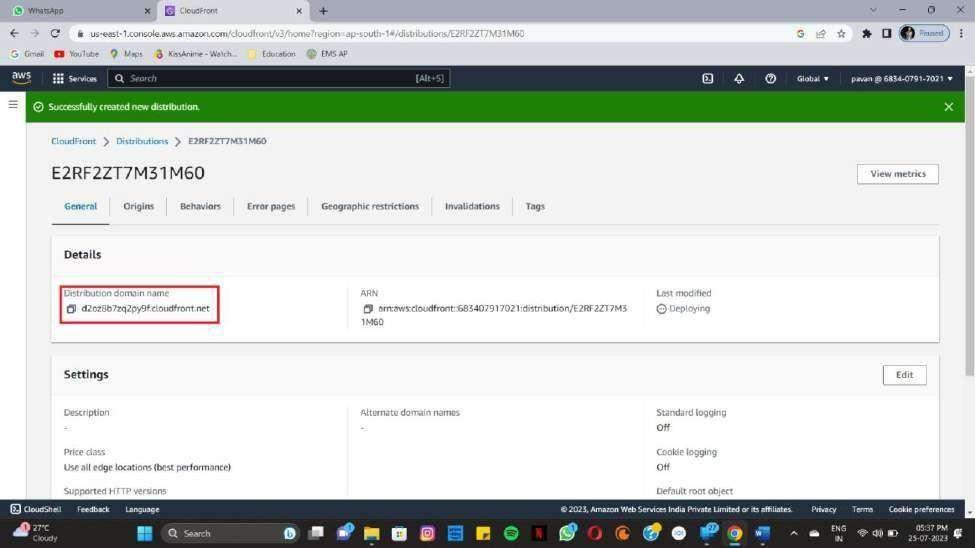 WhatsApp
CloudFront
us-east-1.console.aws.amazon.com/cloudfront/v3/home?region=ap-south-1#/distributions/E2RF2ZT7M31M60
Paused
Gmail YouTube Maps KissAnime - Watch... Education EMS AP
aws Services Search [Alt+S] Global pavan @ 6834-0791-7021
Successfully created new distribution.
CloudFront Distributions E2RF2ZT7M31M60
E2RF2ZT7M31M60
View metrics
General Origins Behaviors Error pages Geographic restrictions Invalidations Tags
Details
Distribution domain name ARN Last modified
d2oz8b7zq2py9f.cloudfront.net arn:aws:cloudfront::683407917021:distribution/E2RF2ZT7M3 Deploying
1M60
Settings
Edit
Description Alternate domain names Standard logging
- - Off
Price class Cookie logging
Use all edge locations (best performance) Off
Supported HTTP versions Default root object
CloudShell Feedback Language © 2023, Amazon Web Services India Private Limited or its affiliates. Privacy Terms Cookie preferences
27°C
Cloudy
Search
ENG
IN
05:37 PM
25-07-2023